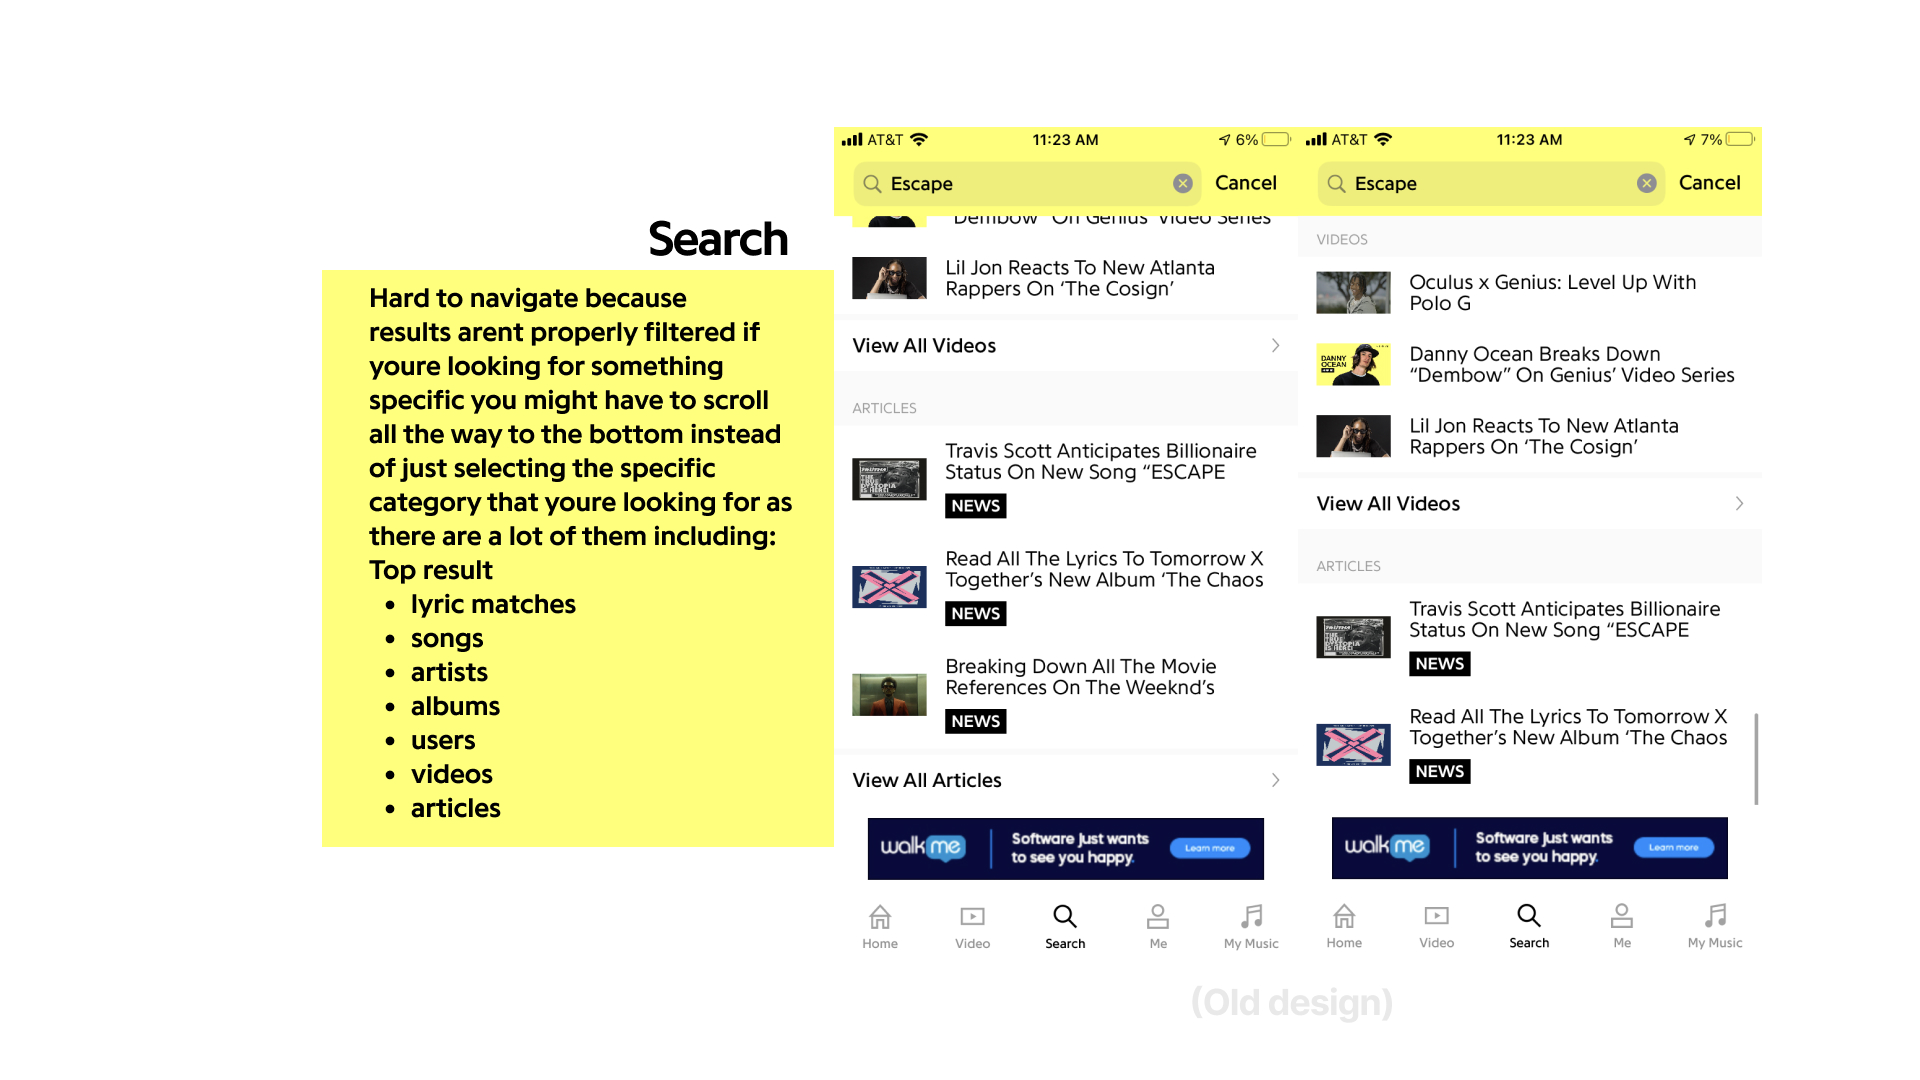 Search
Hard to navigate because
results arent properly filtered if
youre looking for something
specific you might have to scroll
all the way to the bottom instead
of just selecting the specific
category that youre looking for as
there are a lot of them including:
Top result
• lyric matches
• songs
• artists
• albums
• users
• videos
• articles
AT&T 11:23 AM 6%
Escape Cancel
“Dembow” On Genius’ Video Series
Lil Jon Reacts To New Atlanta
Rappers On ‘The Cosign’
View All Videos
ARTICLES
Travis Scott Anticipates Billionaire
Status On New Song “ESCAPE
NEWS
Read All The Lyrics To Tomorrow X
Together’s New Album ‘The Chaos
NEWS
Breaking Down All The Movie
References On The Weeknd’s
NEWS
View All Articles
walkme
Software just wants
to see you happy.
Learn more
Home Video Search Me My Music
AT&T 11:23 AM 7%
Escape Cancel
VIDEOS
Oculus x Genius: Level Up With
Polo G
DANNY
OCEAN
Danny Ocean Breaks Down
“Dembow” On Genius’ Video Series
Lil Jon Reacts To New Atlanta
Rappers On ‘The Cosign’
View All Videos
ARTICLES
Travis Scott Anticipates Billionaire
Status On New Song “ESCAPE
NEWS
Read All The Lyrics To Tomorrow X
Together’s New Album ‘The Chaos
NEWS
walkme
Software just wants
to see you happy.
Learn more
Home Video Search Me My Music
(Old design)